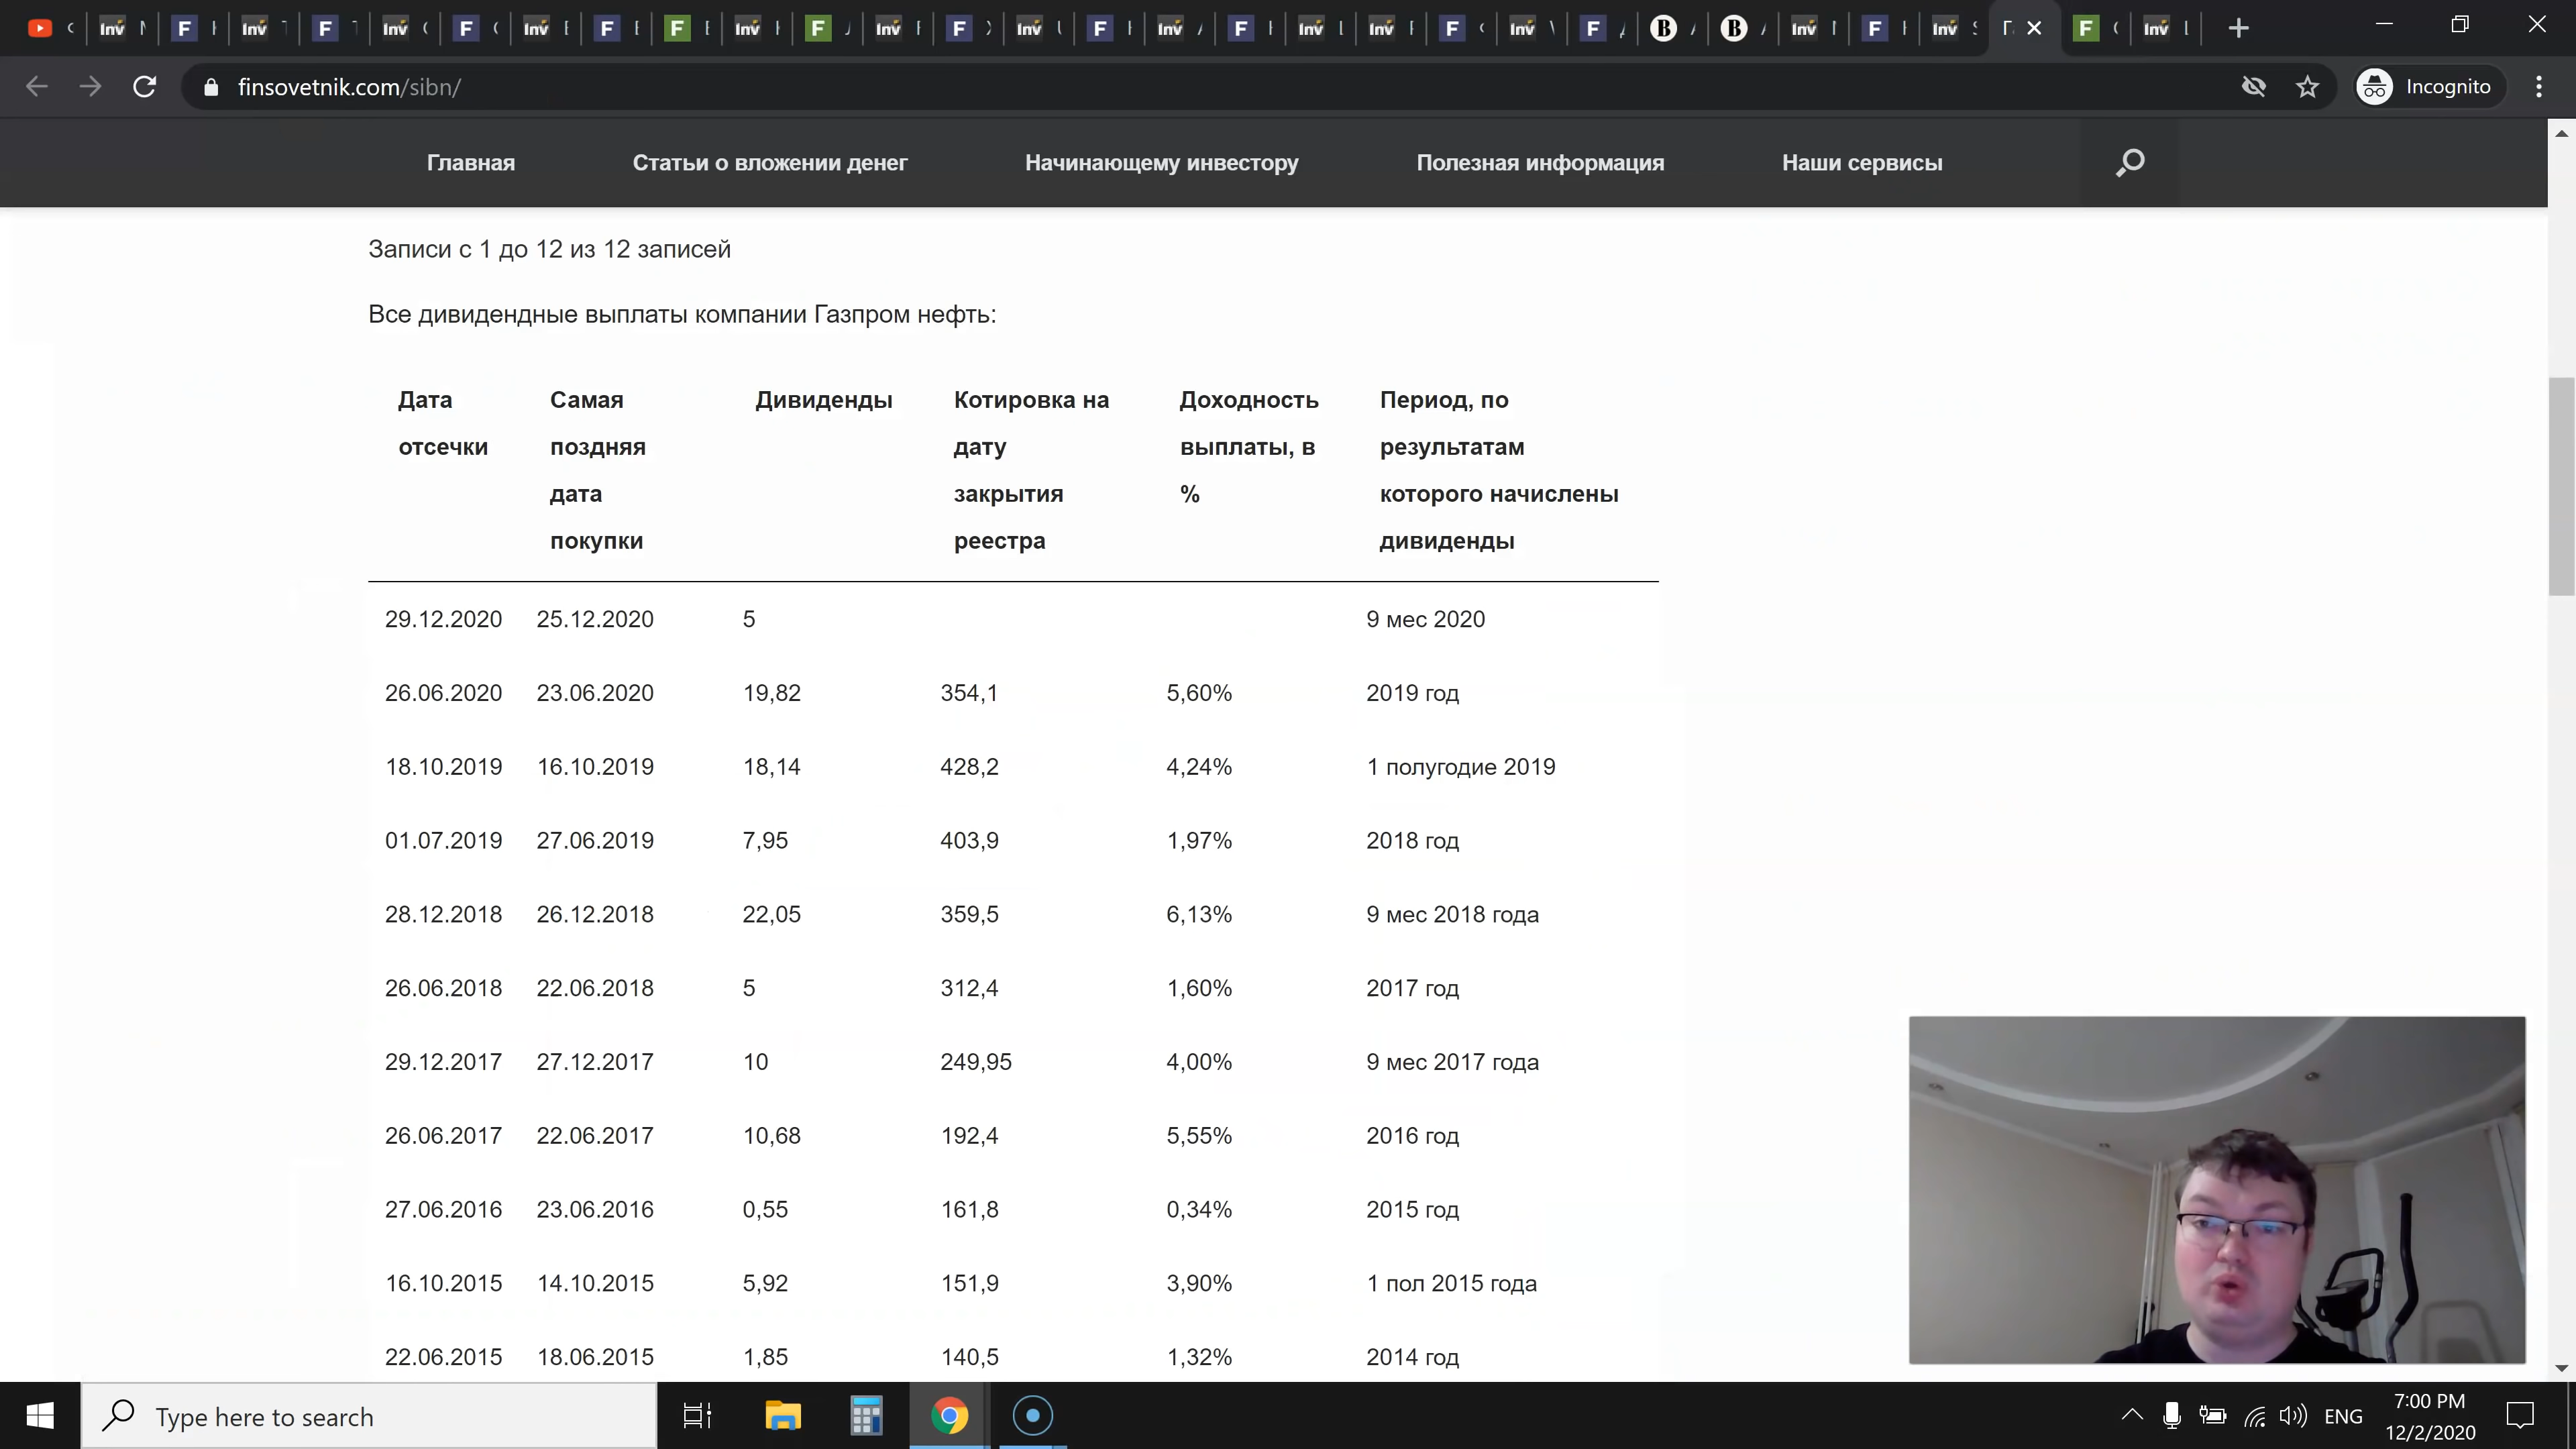 finsovetnik.com/sibn/
Incognito
Главная Статьи о вложении денег Начинающему инвестору Полезная информация Наши сервисы
Записи с 1 до 12 из 12 записей
Все дивидендные выплаты компании Газпром нефть:
Дата Самая Дивиденды Котировка на Доходность Период, по
отсечки поздняя дату выплаты, в результатам
дата закрытия % которого начислены
покупки реестра дивиденды
29.12.2020 25.12.2020 5 9 мес 2020
26.06.2020 23.06.2020 19,82 354,1 5,60% 2019 год
18.10.2019 16.10.2019 18,14 428,2 4,24% 1 полугодие 2019
01.07.2019 27.06.2019 7,95 403,9 1,97% 2018 год
28.12.2018 26.12.2018 22,05 359,5 6,13% 9 мес 2018 года
26.06.2018 22.06.2018 5 312,4 1,60% 2017 год
29.12.2017 27.12.2017 10 249,95 4,00% 9 мес 2017 года
26.06.2017 22.06.2017 10,68 192,4 5,55% 2016 год
27.06.2016 23.06.2016 0,55 161,8 0,34% 2015 год
16.10.2015 14.10.2015 5,92 151,9 3,90% 1 пол 2015 года
22.06.2015 18.06.2015 1,85 140,5 1,32% 2014 год
Type here to search
ENG
7:00 PM
12/2/2020